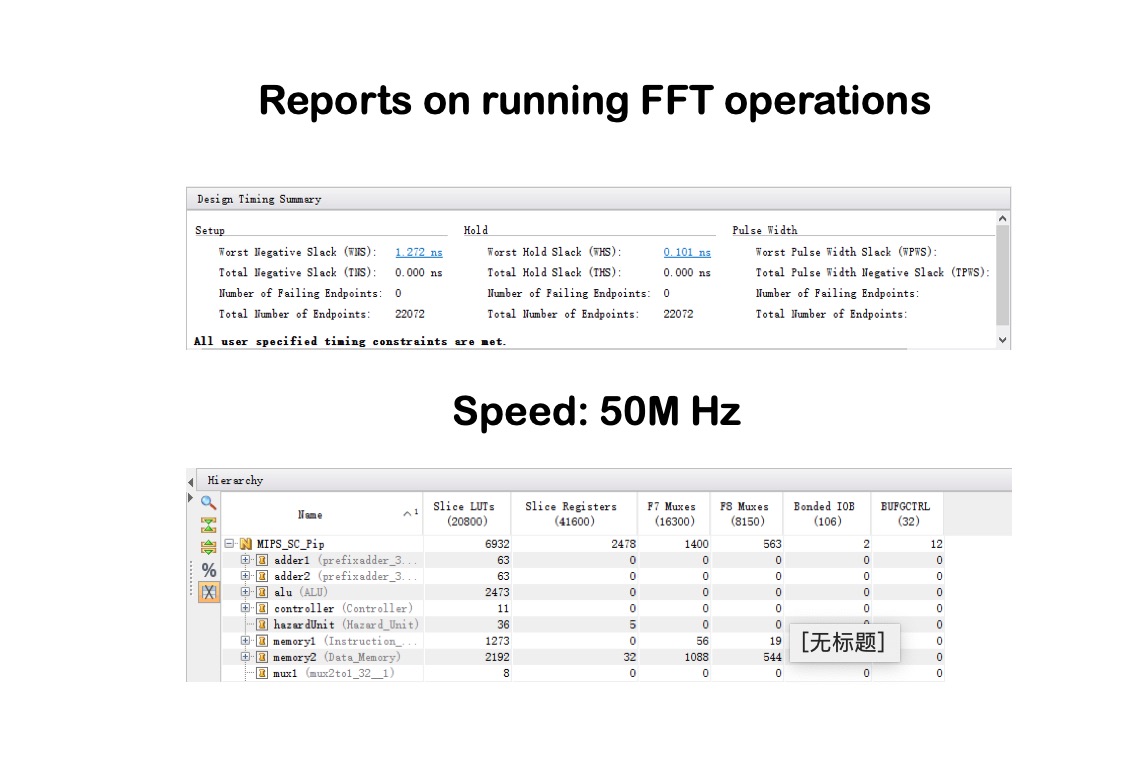 Reports on running FFT operations
Design Timing Summary
Setup Hold Pulse Width
Worst Negative Slack (WNS): 1.272 ns Worst Hold Slack (WHS): 0.101 ns Worst Pulse Width Slack (WPWS):
Total Negative Slack (TNS): 0.000 ns Total Hold Slack (THS): 0.000 ns Total Pulse Width Negative Slack (TPWS):
Number of Failing Endpoints: 0 Number of Failing Endpoints: 0 Number of Failing Endpoints:
Total Number of Endpoints: 22072 Total Number of Endpoints: 22072 Total Number of Endpoints:
All user specified timing constraints are met.
Speed: 50M Hz
Hierarchy
Name 1 Slice LUTs (20800) Slice Registers (41600) F7 Muxes (16300) F8 Muxes (8150) Bonded IOB (106) BUFGCTRL (32)
MIPS_SC_Pip 6932 2478 1400 563 2 12
adder1 (prefixadder_3... 63 0 0 0 0 0
adder2 (prefixadder_3... 63 0 0 0 0 0
alu (ALU) 2473 0 0 0 0 0
controller (Controller) 11 0 0 0 0 0
hazardUnit (Hazard_Unit) 36 5 0 0 0 0
memory1 (Instruction_... 1273 0 56 19 0 0
memory2 (Data_Memory) 2192 32 1088 544 0 0
mux1 (mux2to1_32__1) 8 0 0 0 0 0
%
[无标题]